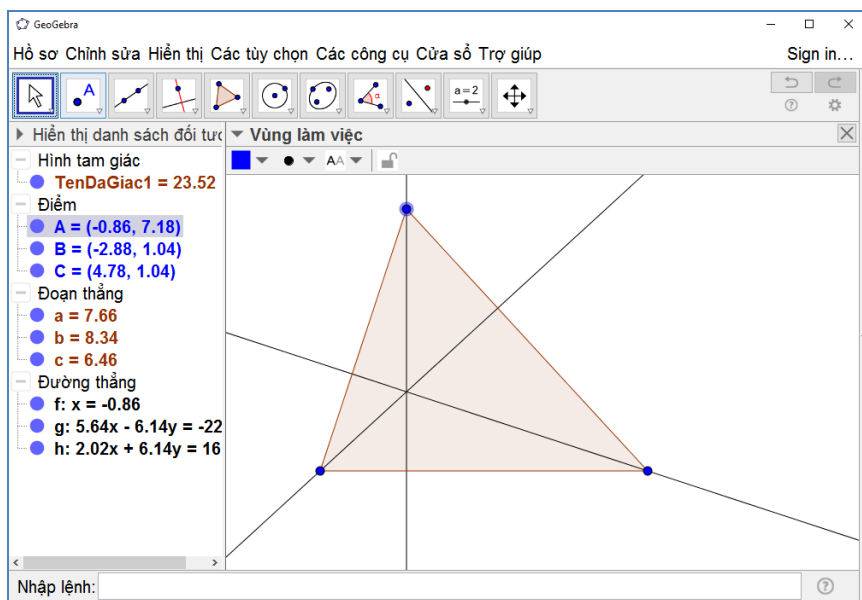 GeoGebra
Hồ sơ Chỉnh sửa Hiển thị Các tùy chọn Các công cụ Cửa sổ Trợ giúp Sign in...
A
α
a=2
Hiển thị danh sách đối tượ
Vùng làm việc
AA
Hình tam giác
TenDaGiac1 = 23.52
Điểm
A = (-0.86, 7.18)
B = (-2.88, 1.04)
C = (4.78, 1.04)
Đoạn thẳng
a = 7.66
b = 8.34
c = 6.46
Đường thẳng
f: x = -0.86
g: 5.64x - 6.14y = -22
h: 2.02x + 6.14y = 16
Nhập lệnh: